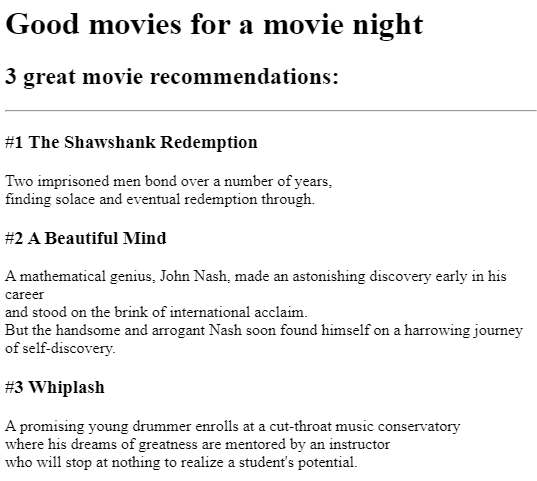 Good movies for a movie night
3 great movie recommendations:
#1 The Shawshank Redemption
Two imprisoned men bond over a number of years,
finding solace and eventual redemption through.
#2 A Beautiful Mind
A mathematical genius, John Nash, made an astonishing discovery early in his
career
and stood on the brink of international acclaim.
But the handsome and arrogant Nash soon found himself on a harrowing journey
of self-discovery.
#3 Whiplash
A promising young drummer enrolls at a cut-throat music conservatory
where his dreams of greatness are mentored by an instructor
who will stop at nothing to realize a student's potential.